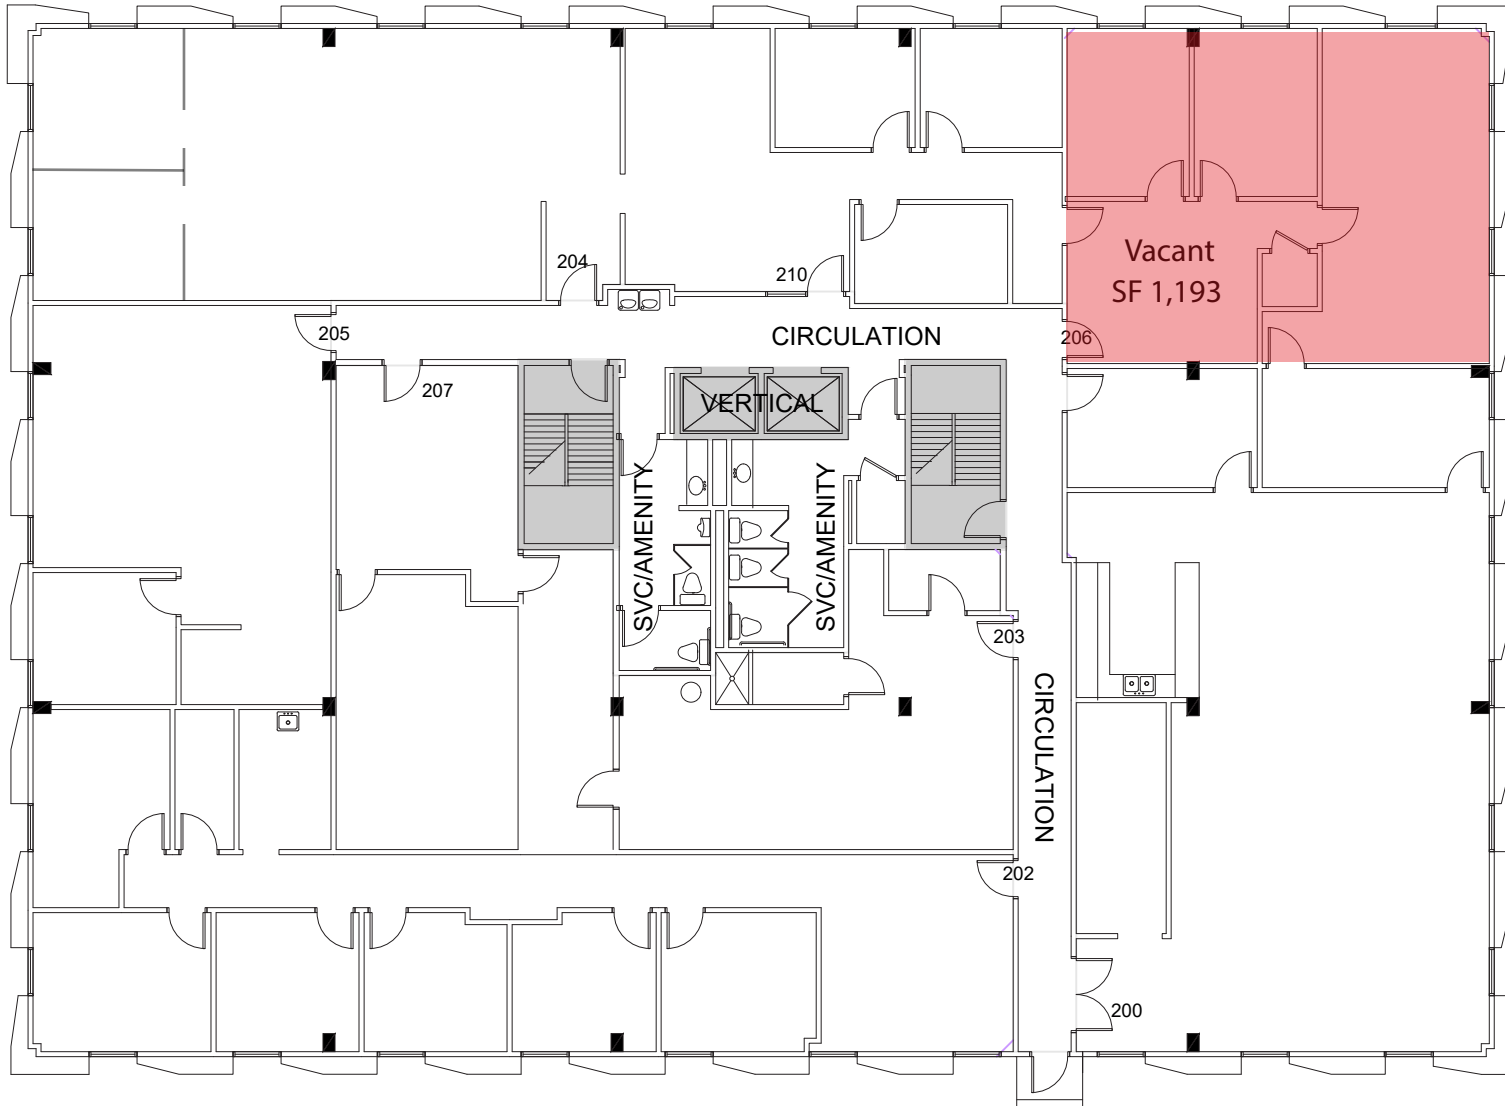 204
210
Vacant
SF 1,193
205
CIRCULATION
206
207
VERTICAL
SVC/AMENITY
SVC/AMENITY
203
CIRCULATION
202
200